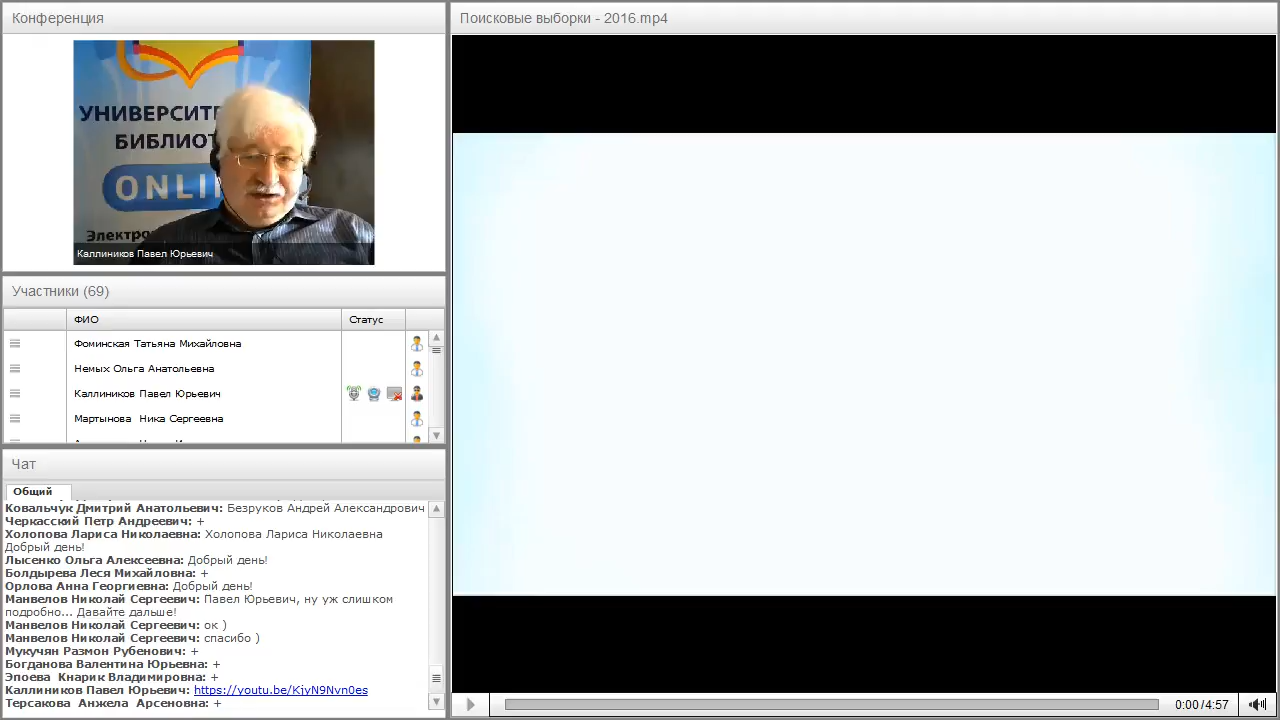 Конференция
УНИВЕРСИТ
БИБЛИОТ
ONLI
Электро
Каллиников Павел Юрьевич
Участники (69)
ФИО
Статус
Фоминская Татьяна Михайловна
Немых Ольга Анатольевна
Каллиников Павел Юрьевич
Мартынова Ника Сергеевна
Чат
Общий
Ковальчук Дмитрий Анатольевич: Безруков Андрей Александрович
Черкасский Петр Андреевич: +
Холопова Лариса Николаевна: Холопова Лариса Николаевна
Добрый день!
Лысенко Ольга Алексеевна: Добрый день!
Болдырева Леся Михайловна: +
Орлова Анна Георгиевна: Добрый день!
Манвелов Николай Сергеевич: Павел Юрьевич, ну уж слишком
подробно... Давайте дальше!
Манвелов Николай Сергеевич: ок )
Манвелов Николай Сергеевич: спасибо )
Мукучян Размон Рубенович: +
Богданова Валентина Юрьевна: +
Эпоева Кнарик Владимировна: +
Каллиников Павел Юрьевич: https://youtu.be/KjyN9Nvn0es
Терсакова Анжела Арсеновна: +
Поисковые выборки - 2016.mp4
0:00/4:57